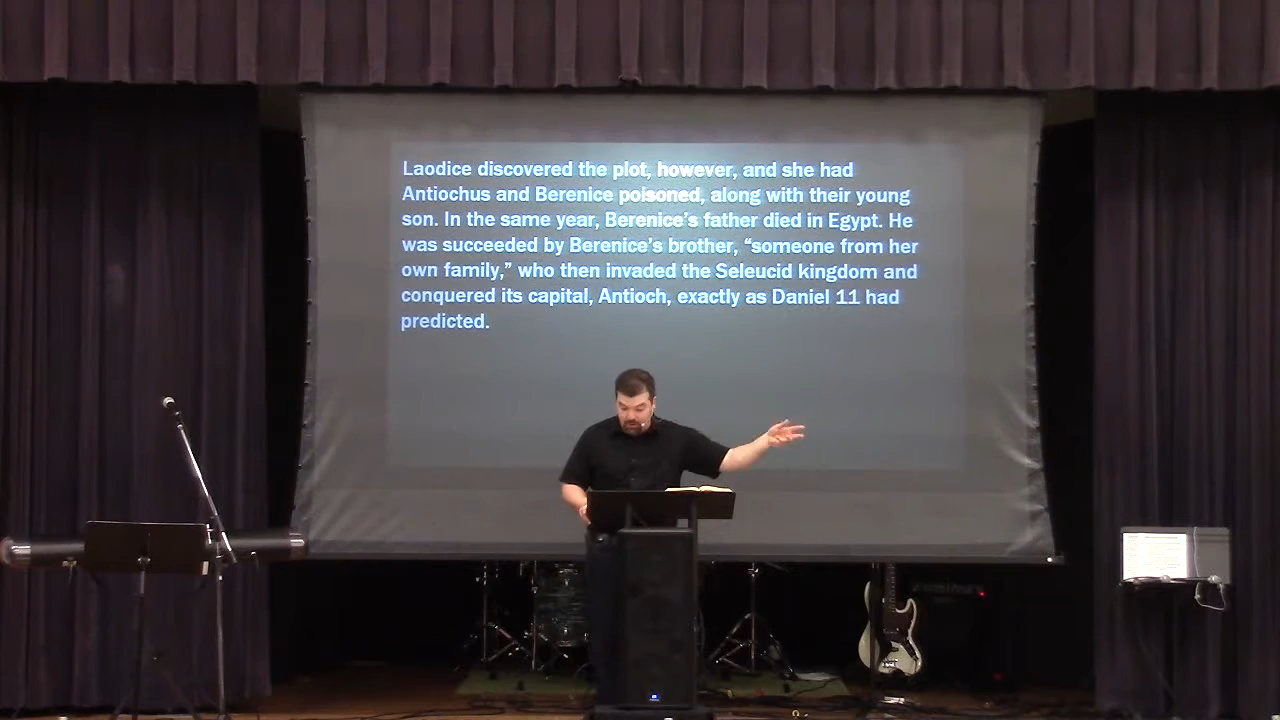 Laodice discovered the plot, however, and she had
Antiochus and Berenice poisoned, along with their young
son. In the same year, Berenice’s father died in Egypt. He
was succeeded by Berenice’s brother, “someone from her
own family,” who then invaded the Seleucid kingdom and
conquered its capital, Antioch, exactly as Daniel 11 had
predicted.